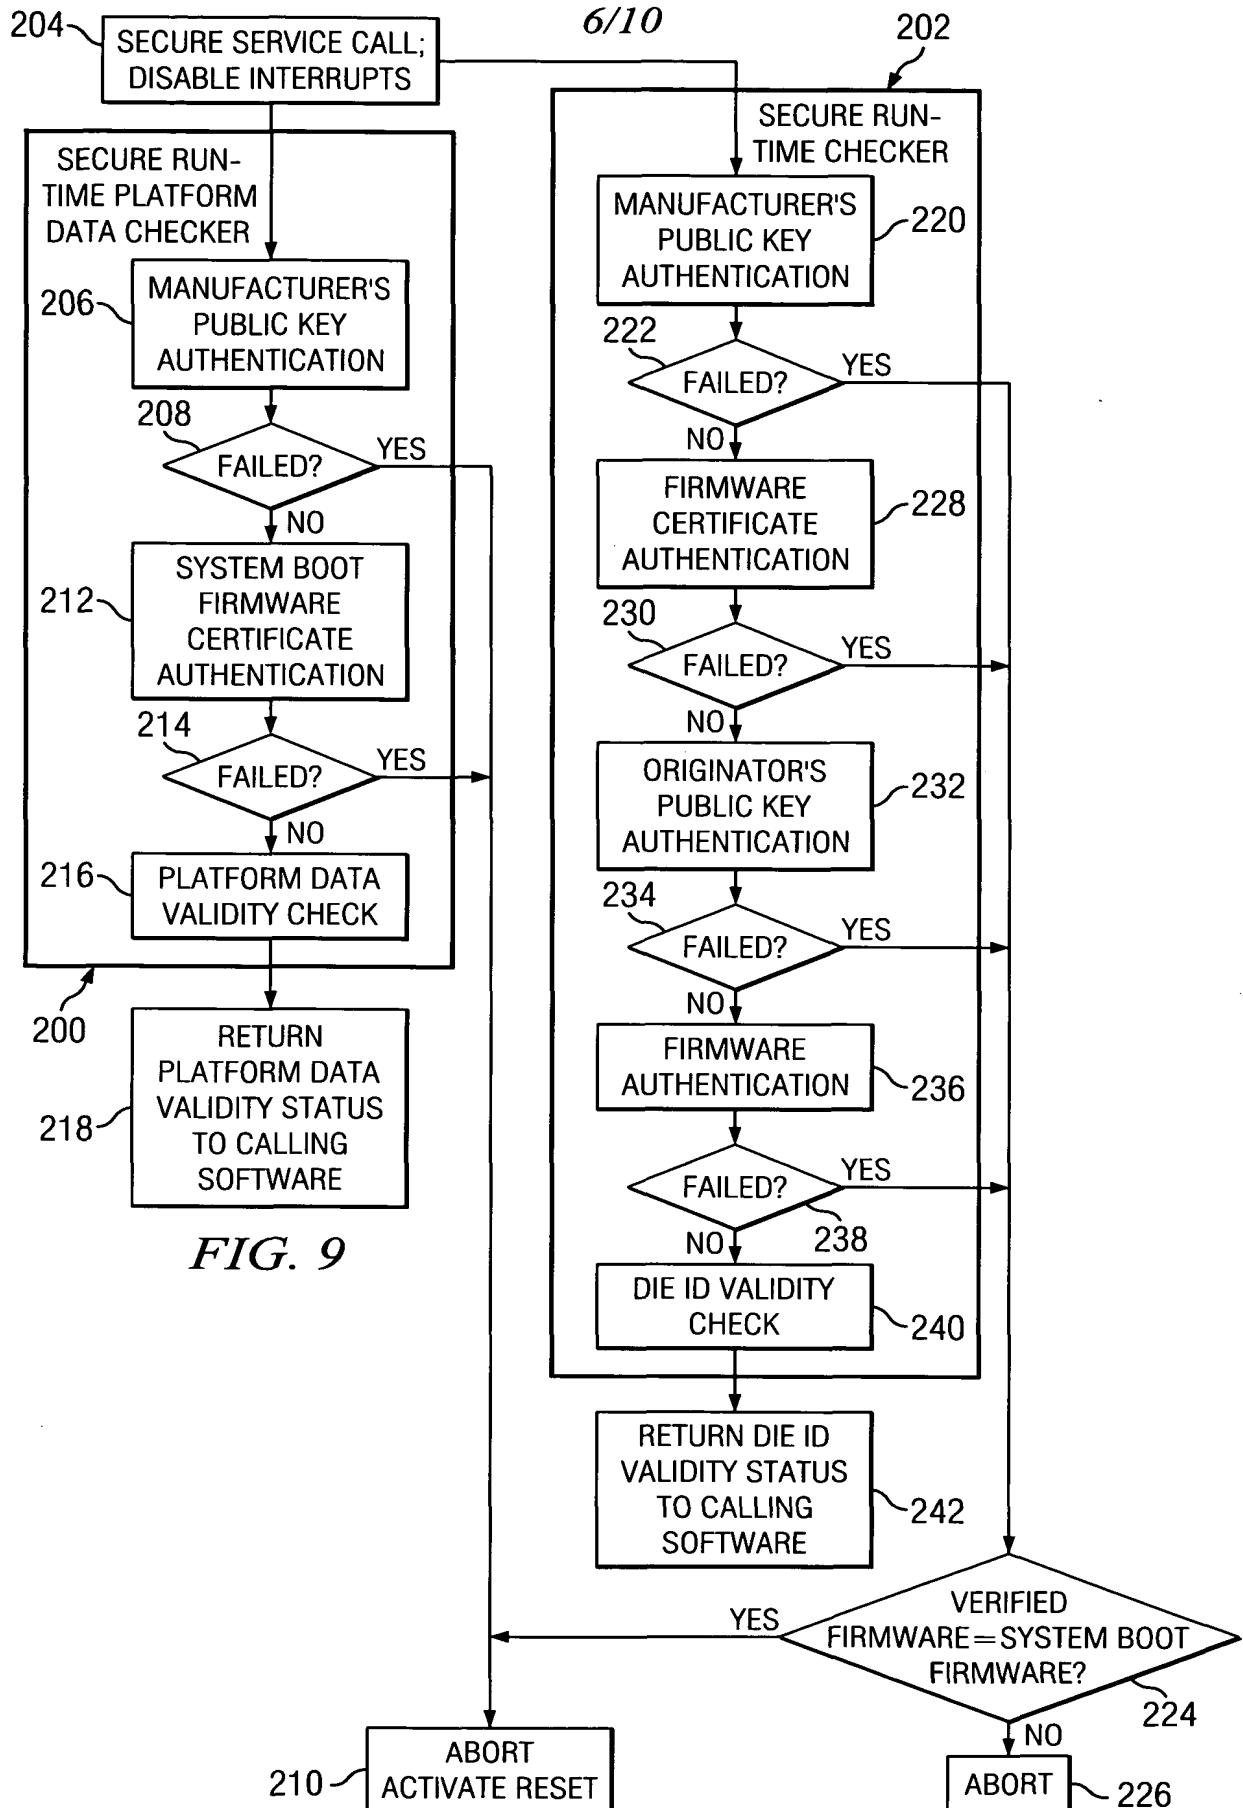 6/10
204
SECURE SERVICE CALL;
DISABLE INTERRUPTS
SECURE RUN-
TIME PLATFORM
DATA CHECKER
206
MANUFACTURER'S
PUBLIC KEY
AUTHENTICATION
208
FAILED?
YES
NO
212
SYSTEM BOOT
FIRMWARE
CERTIFICATE
AUTHENTICATION
214
FAILED?
YES
NO
216
PLATFORM DATA
VALIDITY CHECK
200
218
RETURN
PLATFORM DATA
VALIDITY STATUS
TO CALLING
SOFTWARE
FIG. 9
202
SECURE RUN-
TIME CHECKER
MANUFACTURER'S
PUBLIC KEY
AUTHENTICATION
220
222
FAILED?
YES
NO
FIRMWARE
CERTIFICATE
AUTHENTICATION
228
230
FAILED?
YES
NO
ORIGINATOR'S
PUBLIC KEY
AUTHENTICATION
232
234
FAILED?
YES
NO
FIRMWARE
AUTHENTICATION
236
FAILED?
YES
238
NO
DIE ID VALIDITY
CHECK
240
RETURN DIE ID
VALIDITY STATUS
TO CALLING
SOFTWARE
242
VERIFIED
FIRMWARE=SYSTEM BOOT
FIRMWARE?
YES
224
NO
210
ABORT
ACTIVATE RESET
ABORT
226